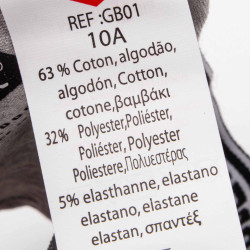 REF :GB01
10A
63 % Coton, algodão,
algodón, Cotton,
cotone, βαμβάκι
32% Polyester,Poliéster,
Poliéster, Polyester
Poliestere,Πολυεστέρας
5% elasthanne, elastano
elastano, elastane
elastan, σπαντέξ